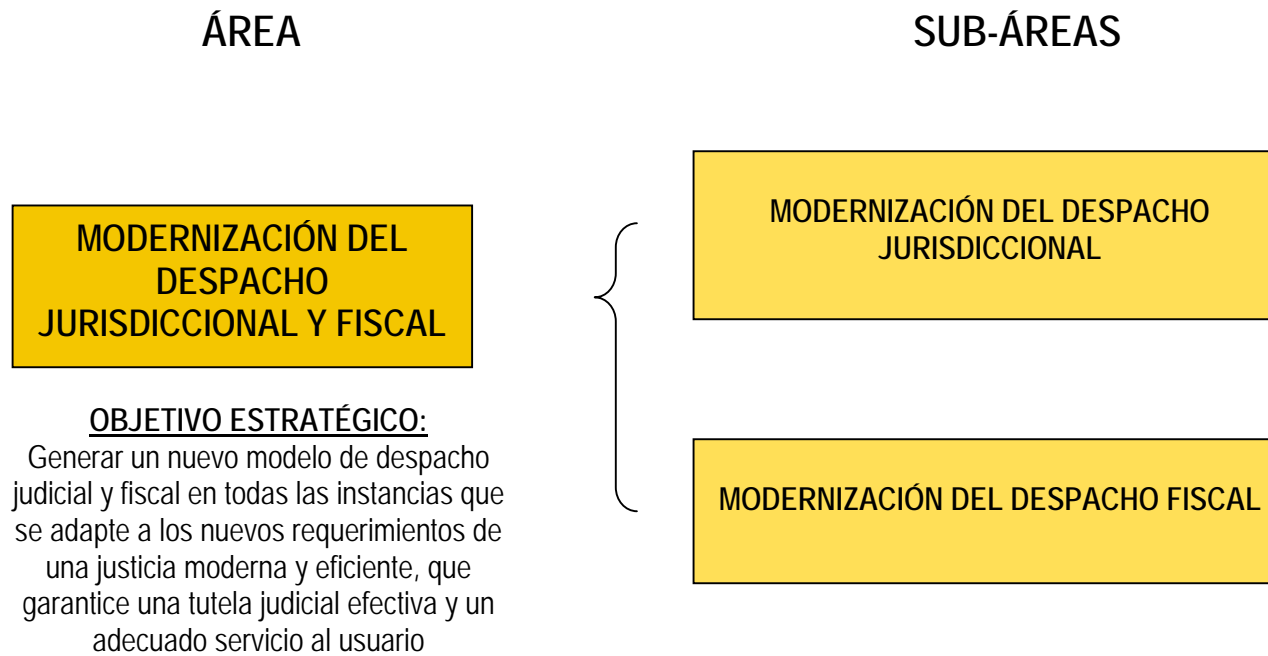 ÁREA
SUB-ÁREAS
MODERNIZACIÓN DEL
DESPACHO
JURISDICCIONAL Y FISCAL
OBJETIVO ESTRATÉGICO:
Generar un nuevo modelo de despacho
judicial y fiscal en todas las instancias que
se adapte a los nuevos requerimientos de
una justicia moderna y eficiente, que
garantice una tutela judicial efectiva y un
adecuado servicio al usuario
MODERNIZACIÓN DEL DESPACHO
JURISDICCIONAL
MODERNIZACIÓN DEL DESPACHO FISCAL